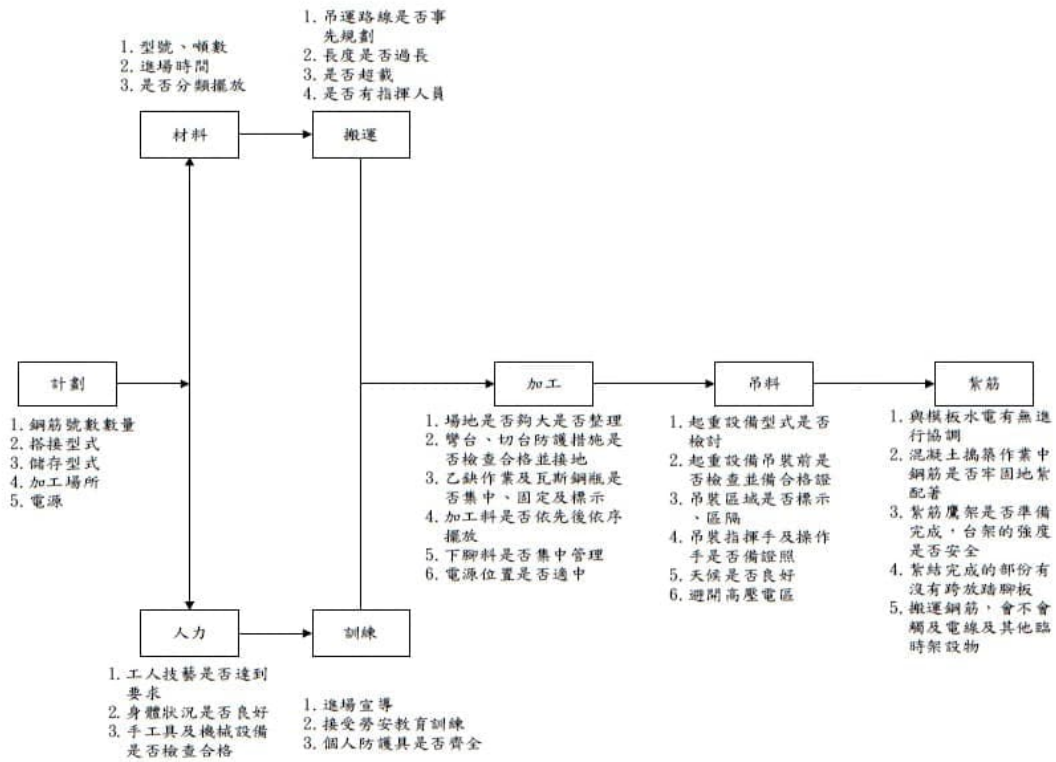 1. 型號、噸數
2. 進場時間
3. 是否分類擺放
1. 吊運路線是否事
先規劃
2. 長度是否過長
3. 是否超載
4. 是否有指揮人員
材料
搬運
計劃
1. 鋼筋號數數量
2. 搭接型式
3. 儲存型式
4. 加工場所
5. 電源
加工
1. 場地是否夠大是否整理
2. 彎台、切台防護措施是
否檢查合格並接地
3. 乙缺作業及瓦斯鋼瓶是
否集中、固定及標示
4. 加工料是否依先後依序
擺放
5. 下腳料是否集中管理
6. 電源位置是否適中
吊料
1. 起重設備型式是否
檢討
2. 起重設備吊裝前是
否檢查並備合格證
3. 吊裝區域是否標示
、區隔
4. 吊裝指揮手及操作
手是否備證照
5. 天候是否良好
6. 避開高壓電區
紮筋
1. 與模板水電有無進
行協調
2. 混凝土搗築作業中
鋼筋是否牢固地紮
配著
3. 紮筋鷹架是否準備
完成，台架的強度
是否安全
4. 紮結完成的部份有
沒有跨放踏腳板
5. 搬運鋼筋，會不會
觸及電線及其他臨
時架設物
人力
1. 工人技藝是否達到
要求
2. 身體狀況是否良好
3. 手工具及機械設備
是否檢查合格
訓練
1. 進場宣導
2. 接受勞安教育訓練
3. 個人防護具是否齊全